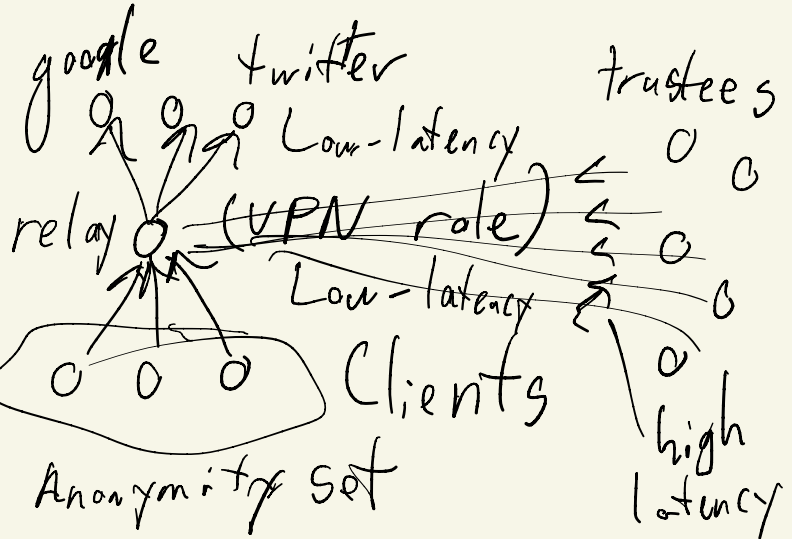 google
twitter
trustees
Low-latency
relay
(VPN role)
Low-latency
Clients
high
latency
Anonymity set